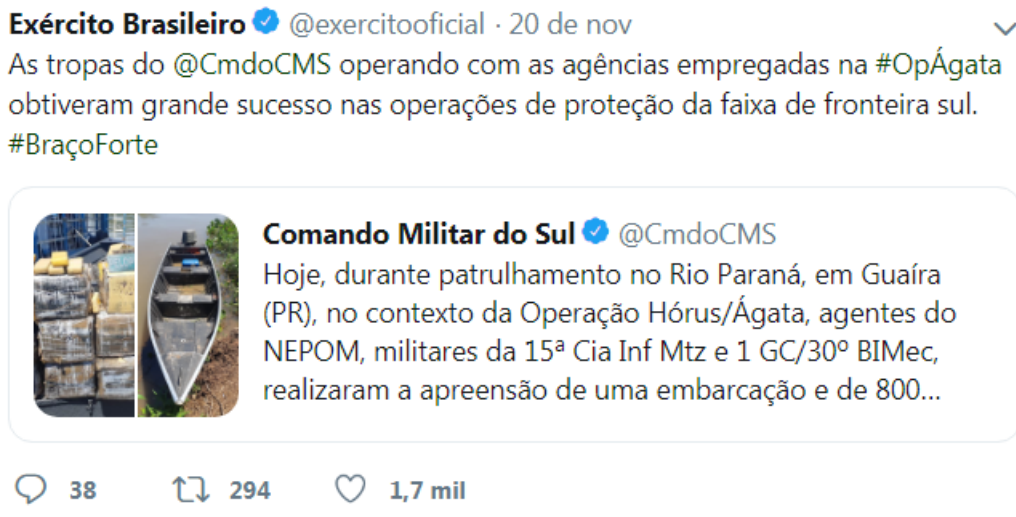 Exército Brasileiro @exercitooficial · 20 de nov
As tropas do @CmdoCMS operando com as agências empregadas na #OpÁgata
obtiveram grande sucesso nas operações de proteção da faixa de fronteira sul.
#BraçoForte
Comando Militar do Sul @CmdoCMS
Hoje, durante patrulhamento no Rio Paraná, em Guaíra
(PR), no contexto da Operação Hórus/Ágata, agentes do
NEPOM, militares da 15ª Cia Inf Mtz e 1 GC/30º BIMec,
realizaram a apreensão de uma embarcação e de 800...
38 294 1,7 mil